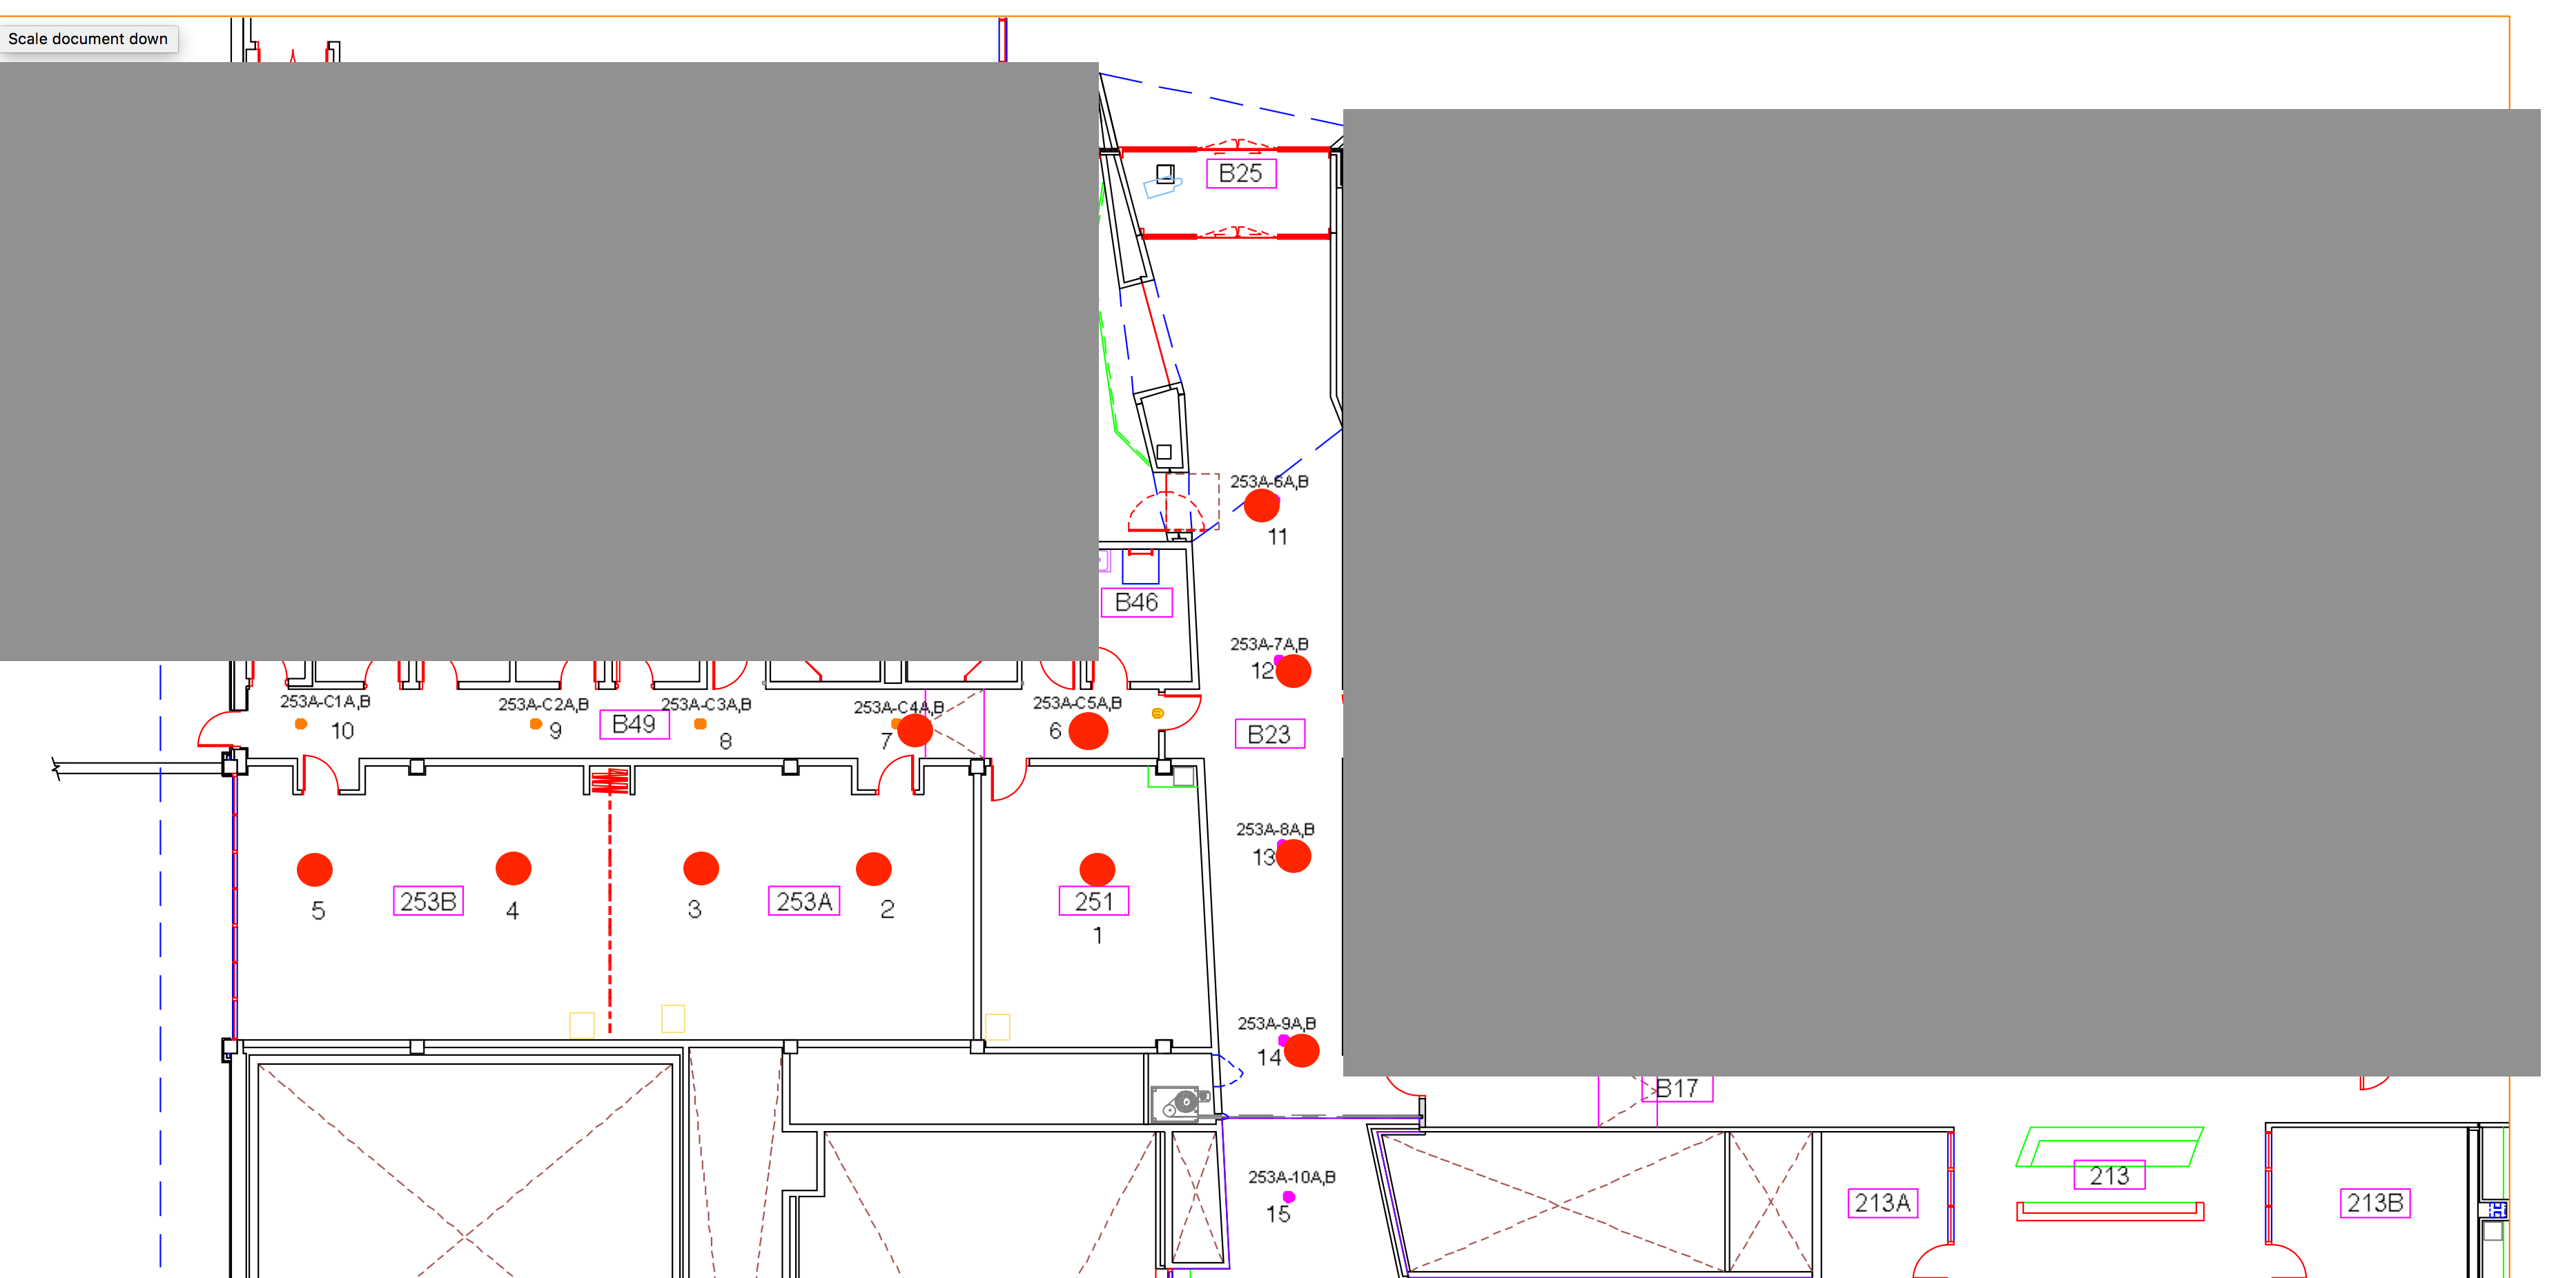 Scale document down
B25
253A-6A,B
11
B46
253A-7A,B
12
253A-C1A,B
10
253A-C2A,B
9
B49
253A-C3A,B
8
253A-C4A,B
7
253A-C5A,B
6
B23
253A-8A,B
13
5
253B
4
3
253A
2
251
1
253A-9A,B
14
B17
253A-10A,B
15
213A
213
213B